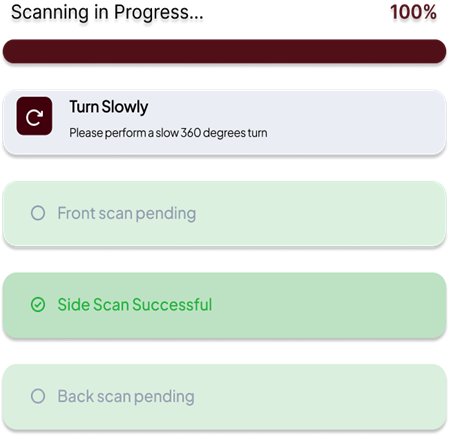 Scanning in Progress... 100%
Turn Slowly
Please perform a slow 360 degrees turn
Front scan pending
Side Scan Successful
Back scan pending